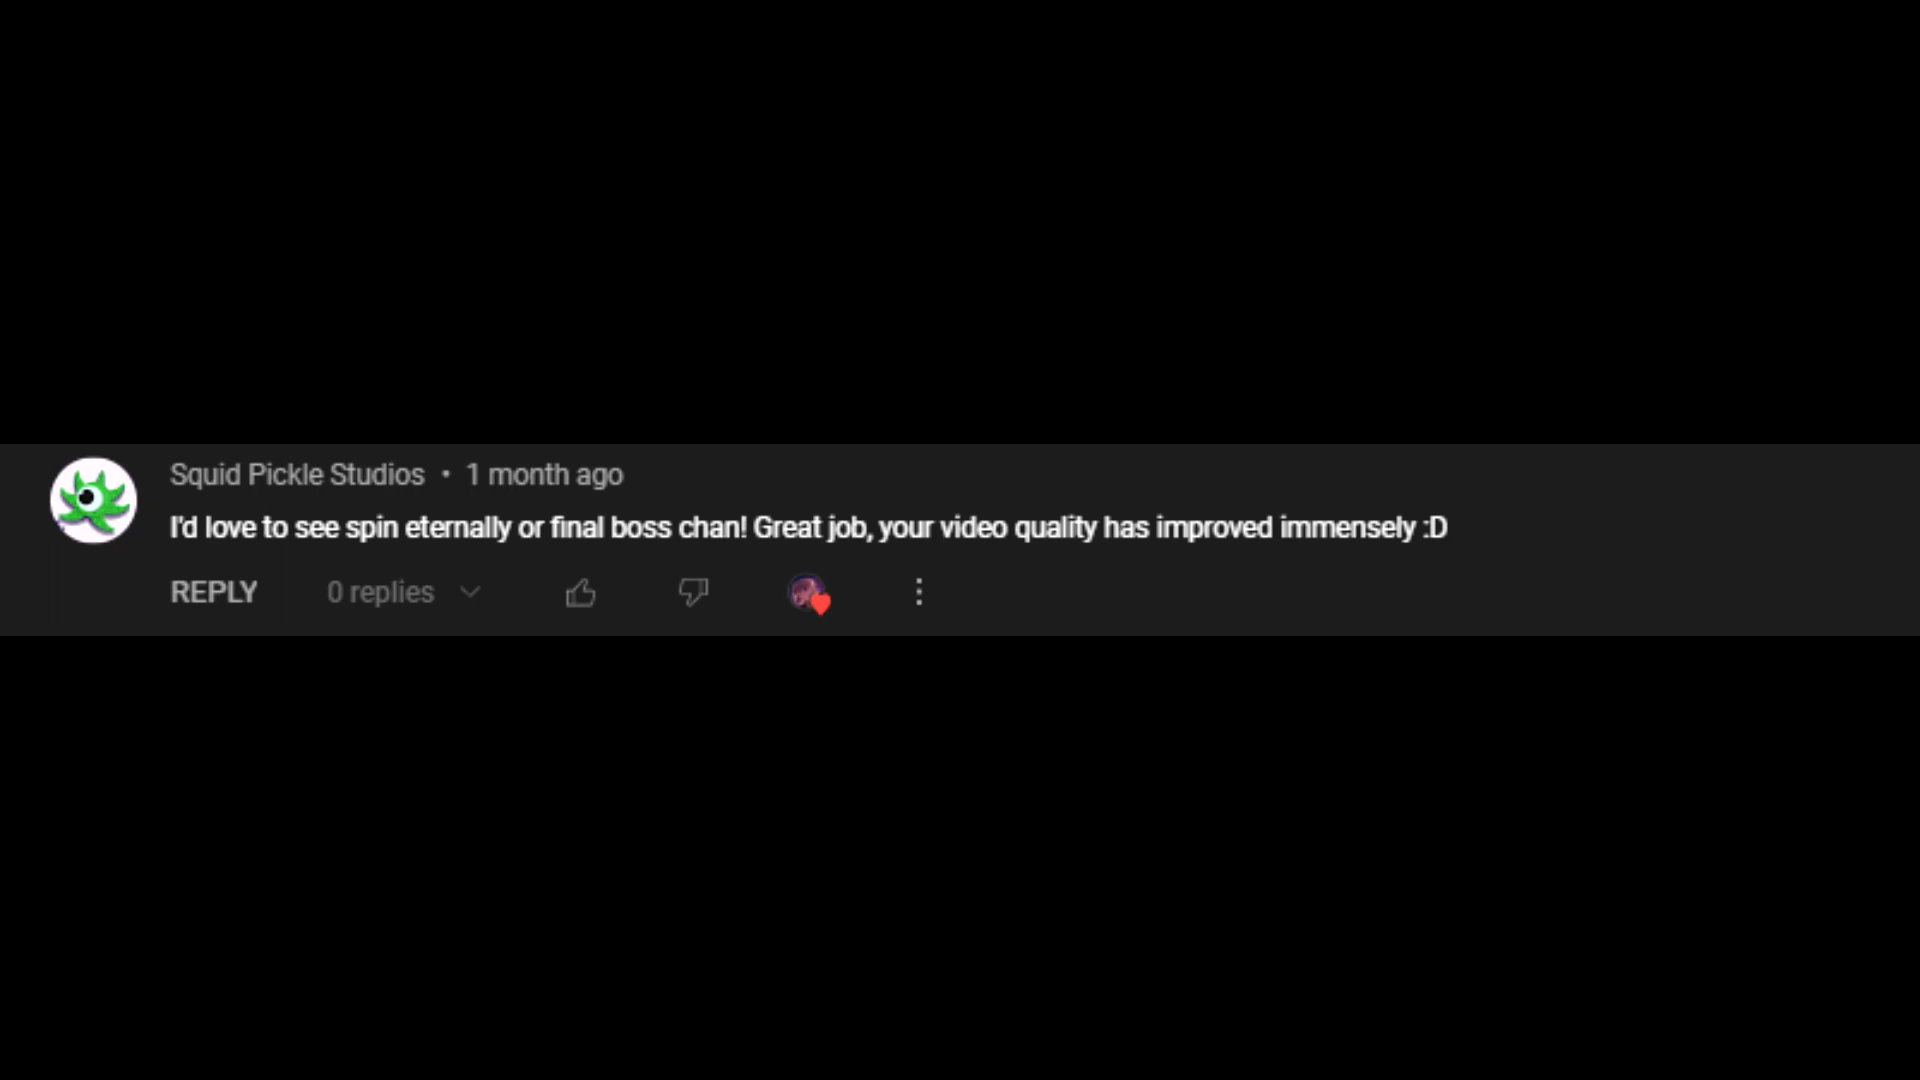 Squid Pickle Studios • 1 month ago
I'd love to see spin eternally or final boss chan! Great job, your video quality has improved immensely :D
REPLY 0 replies